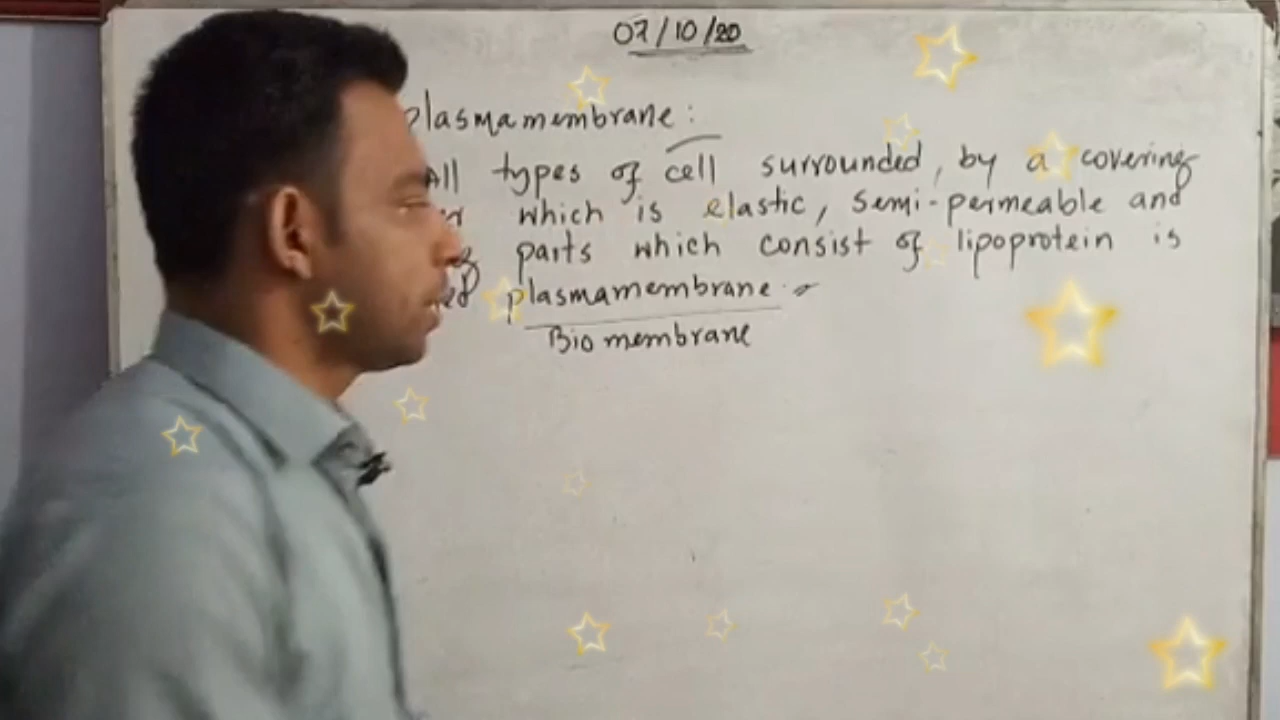 07/10/20
plasmamembrane:
All types of cell surrounded, by a covering
which is elastic, semi-permeable and
parts which consist of lipoprotein is
plasmamembrane
Bio membrane